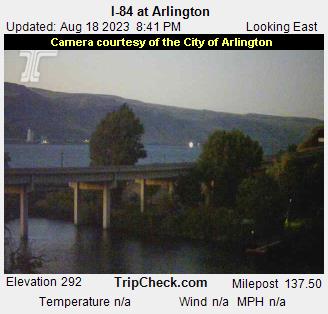 I-84 at Arlington
Updated: Aug 18 2023 8:41 PM Looking East
Camera courtesy of the City of Arlington
Elevation 292 TripCheck.com Milepost 137.50
Temperature n/a Wind n/a MPH n/a